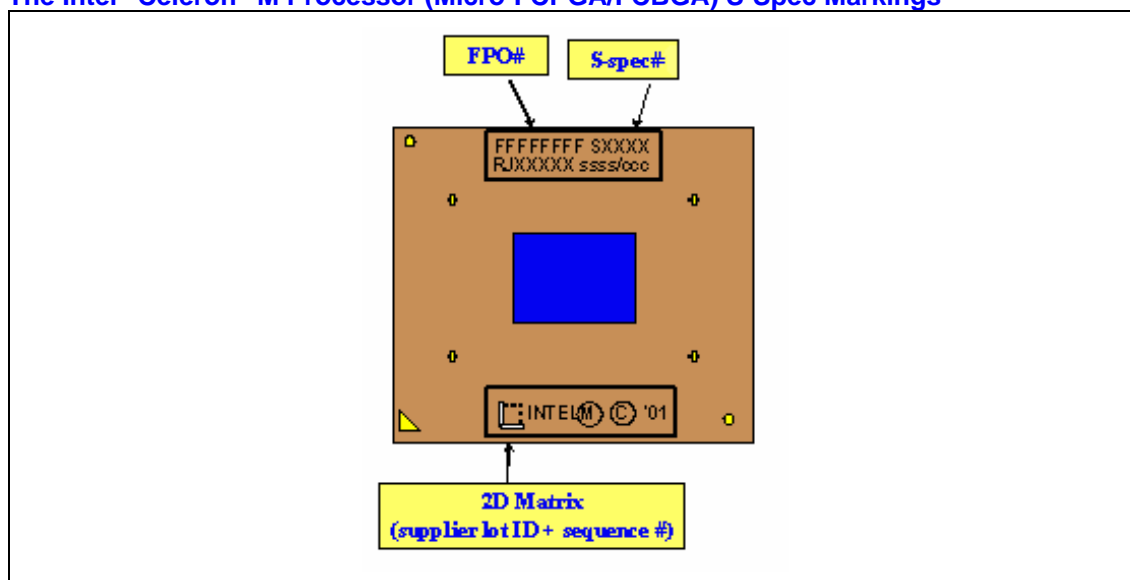 The Intel® Celeron® M Processor (Micro-FCPGA/FCBGA) S-Spec Markings
FPO#
S-spec#
FFFFFFFF SXXXX
RJXXXXX ssss/ccc
INTEL Ⓜ Ⓒ '01
2D Matrix
(supplier lot ID + sequence #)